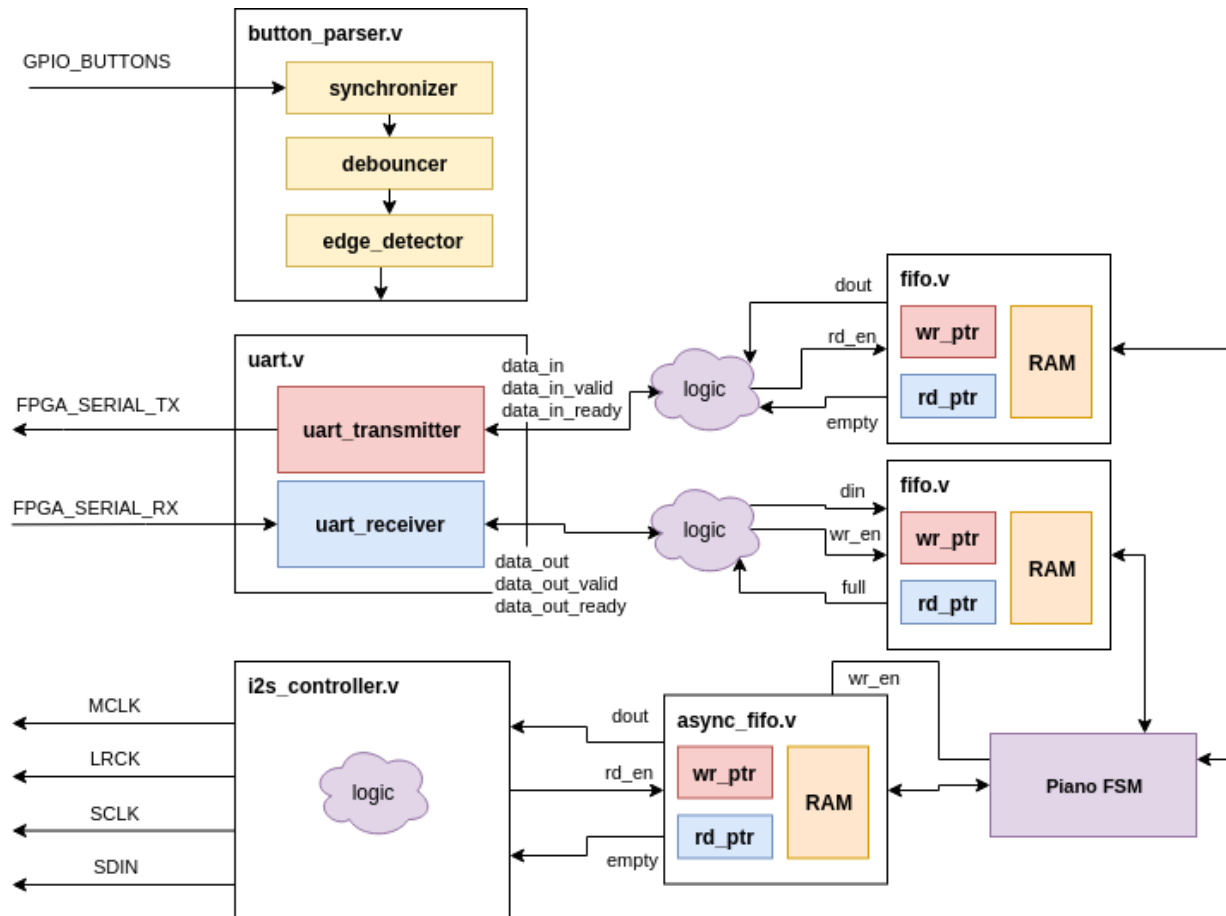 button_parser.v
GPIO_BUTTONS
synchronizer
debouncer
edge_detector
uart.v
FPGA_SERIAL_TX
uart_transmitter
data_in
data_in_valid
data_in_ready
logic
dout
rd_en
empty
fifo.v
wr_ptr
rd_ptr
RAM
FPGA_SERIAL_RX
uart_receiver
data_out
data_out_valid
data_out_ready
logic
din
wr_en
full
fifo.v
wr_ptr
rd_ptr
RAM
i2s_controller.v
MCLK
LRCK
SCLK
SDIN
logic
dout
rd_en
empty
async_fifo.v
wr_ptr
rd_ptr
RAM
wr_en
Piano FSM